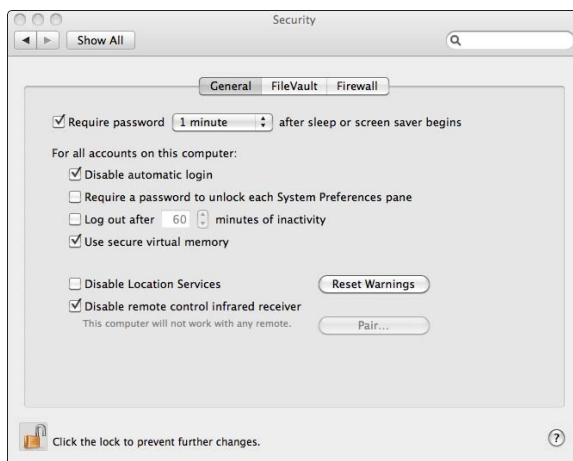 Security
Show All
General FileVault Firewall
Require password 1 minute after sleep or screen saver begins
For all accounts on this computer:
Disable automatic login
Require a password to unlock each System Preferences pane
Log out after 60 minutes of inactivity
Use secure virtual memory
Disable Location Services Reset Warnings
Disable remote control infrared receiver
This computer will not work with any remote. Pair...
Click the lock to prevent further changes. ?